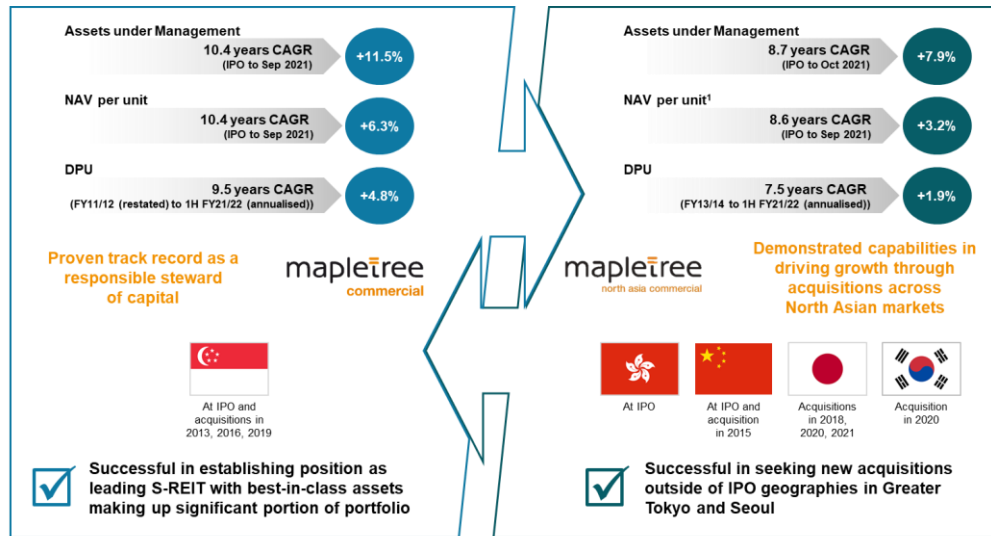 Assets under Management
10.4 years CAGR
(IPO to Sep 2021)
+11.5%
NAV per unit
10.4 years CAGR
(IPO to Sep 2021)
+6.3%
DPU
9.5 years CAGR
(FY11/12 (restated) to 1H FY21/22 (annualised))
+4.8%
Proven track record as a
responsible steward
of capital
mapletree
commercial
At IPO and
acquisitions in
2013, 2016, 2019
Successful in establishing position as
leading S-REIT with best-in-class assets
making up significant portion of portfolio
Assets under Management
8.7 years CAGR
(IPO to Oct 2021)
+7.9%
NAV per unit¹
8.6 years CAGR
(IPO to Sep 2021)
+3.2%
DPU
7.5 years CAGR
(FY13/14 to 1H FY21/22 (annualised))
+1.9%
mapletree
north asia commercial
Demonstrated capabilities in
driving growth through
acquisitions across
North Asian markets
At IPO
At IPO and
acquisition
in 2015
Acquisitions
in 2018,
2020, 2021
Acquisition
in 2020
Successful in seeking new acquisitions
outside of IPO geographies in Greater
Tokyo and Seoul